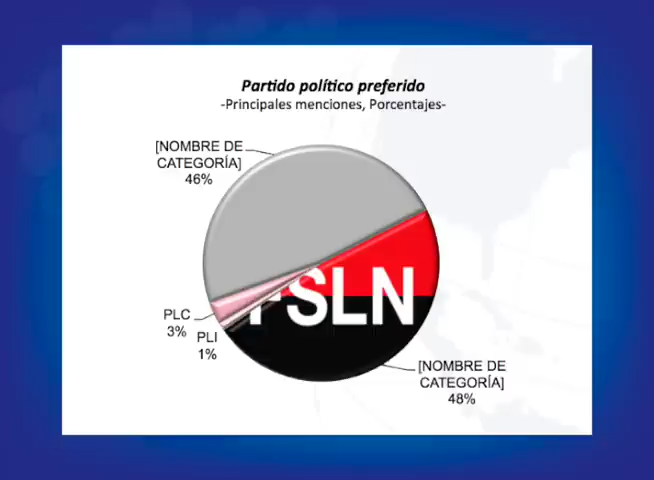 Partido político preferido
-Principales menciones, Porcentajes-
[NOMBRE DE
CATEGORÍA]
46%
FSLN
PLC
3%
PLI
1%
[NOMBRE DE
CATEGORÍA]
48%